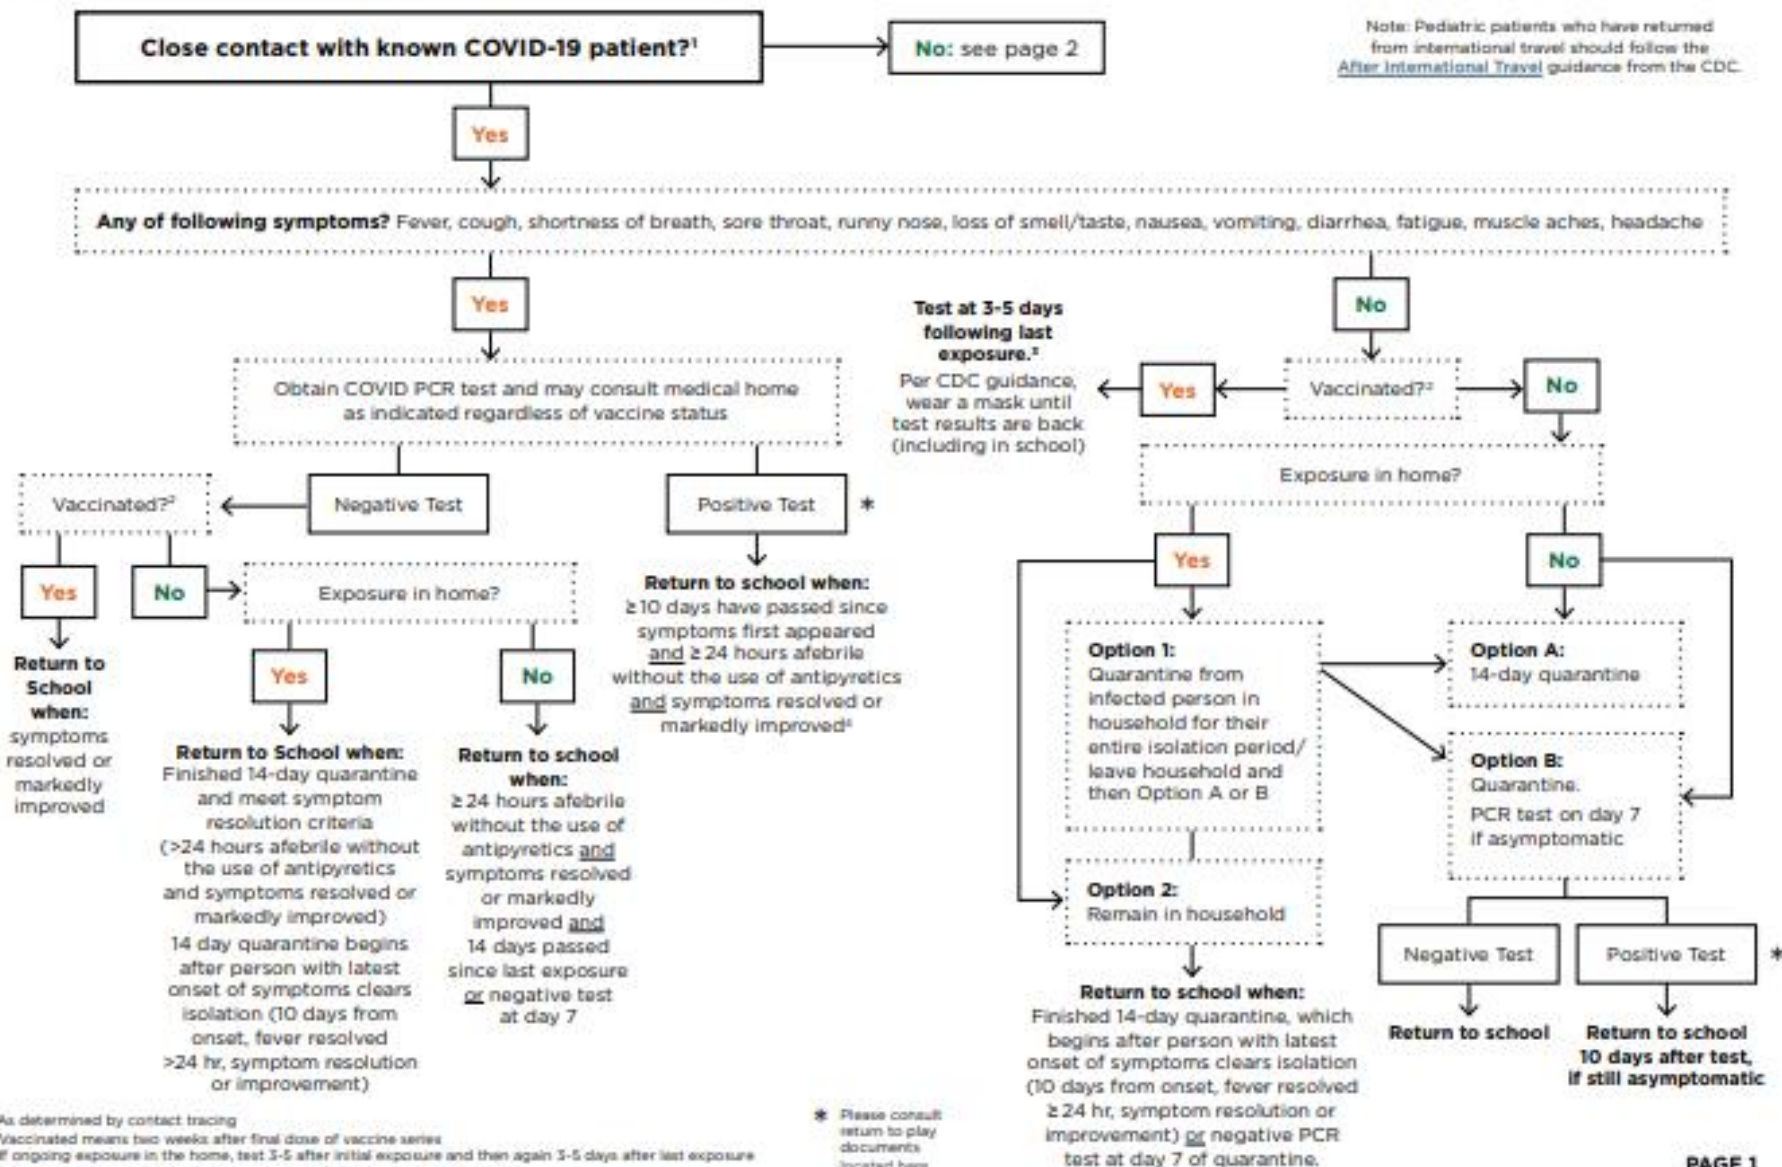 Close contact with known COVID-19 patient?¹
No: see page 2
Note: Pediatric patients who have returned
from international travel should follow the
After International Travel guidance from the CDC.
Yes
Any of following symptoms? Fever, cough, shortness of breath, sore throat, runny nose, loss of smell/taste, nausea, vomiting, diarrhea, fatigue, muscle aches, headache
Yes
No
Obtain COVID PCR test and may consult medical home
as indicated regardless of vaccine status
Test at 3-5 days
following last
exposure.³
Per CDC guidance,
wear a mask until
test results are back
(including in school)
Yes
Vaccinated?²
No
Vaccinated?²
Negative Test
Positive Test
*
Exposure in home?
Yes
No
Exposure in home?
Return to
School
when:
symptoms
resolved or
markedly
improved
Yes
No
Return to School when:
Finished 14-day quarantine
and meet symptom
resolution criteria
(>24 hours afebrile without
the use of antipyretics
and symptoms resolved or
markedly improved)
14 day quarantine begins
after person with latest
onset of symptoms clears
isolation (10 days from
onset, fever resolved
>24 hr, symptom resolution
or improvement)
Return to school
when:
≥ 24 hours afebrile
without the use of
antipyretics and
symptoms resolved
or markedly
improved and
14 days passed
since last exposure
or negative test
at day 7
Return to school when:
≥10 days have passed since
symptoms first appeared
and ≥ 24 hours afebrile
without the use of antipyretics
and symptoms resolved or
markedly improved⁴
Yes
No
Option 1:
Quarantine from
infected person in
household for their
entire isolation period/
leave household and
then Option A or B
Option A:
14-day quarantine
Option B:
Quarantine.
PCR test on day 7
if asymptomatic
Option 2:
Remain in household
Return to school when:
Finished 14-day quarantine, which
begins after person with latest
onset of symptoms clears isolation
(10 days from onset, fever resolved
≥ 24 hr, symptom resolution or
improvement) or negative PCR
test at day 7 of quarantine.
Negative Test
Positive Test
*
Return to school
Return to school
10 days after test,
if still asymptomatic
As determined by contact tracing
Vaccinated means two weeks after final dose of vaccine series
If ongoing exposure in the home, test 3-5 after initial exposure and then again 3-5 days after last exposure
* Please consult
return to play
documents
located here
PAGE 1